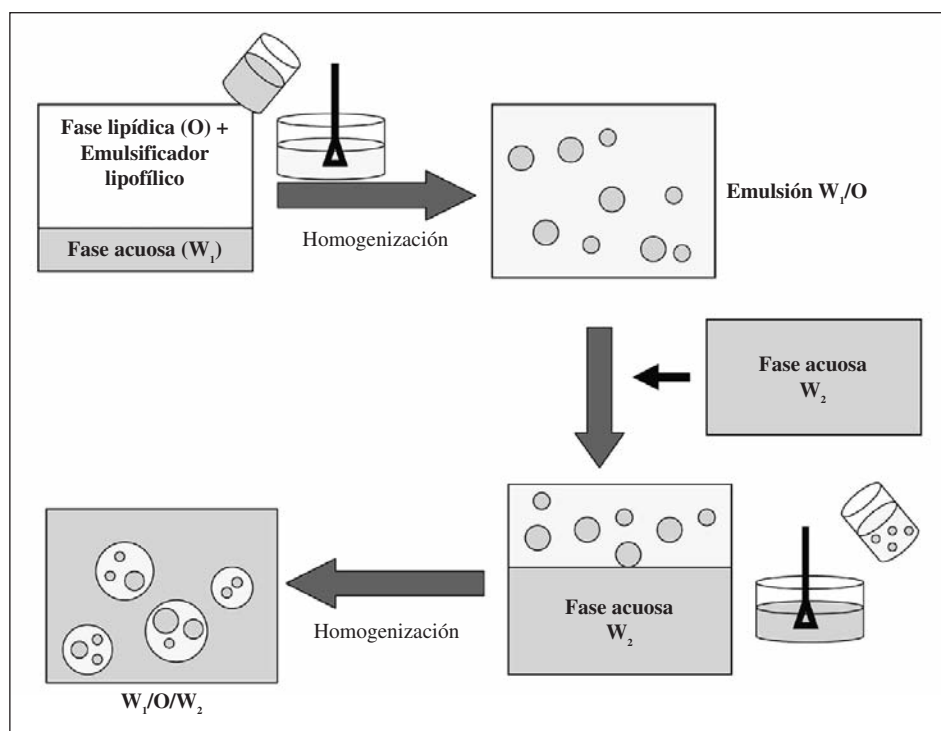 Fase lipídica (O) +
Emulsificador
lipofílico
Fase acuosa (W₁)
Homogenización
Emulsión W₁/O
Fase acuosa
W₂
Fase acuosa
W₂
Homogenización
W₁/O/W₂